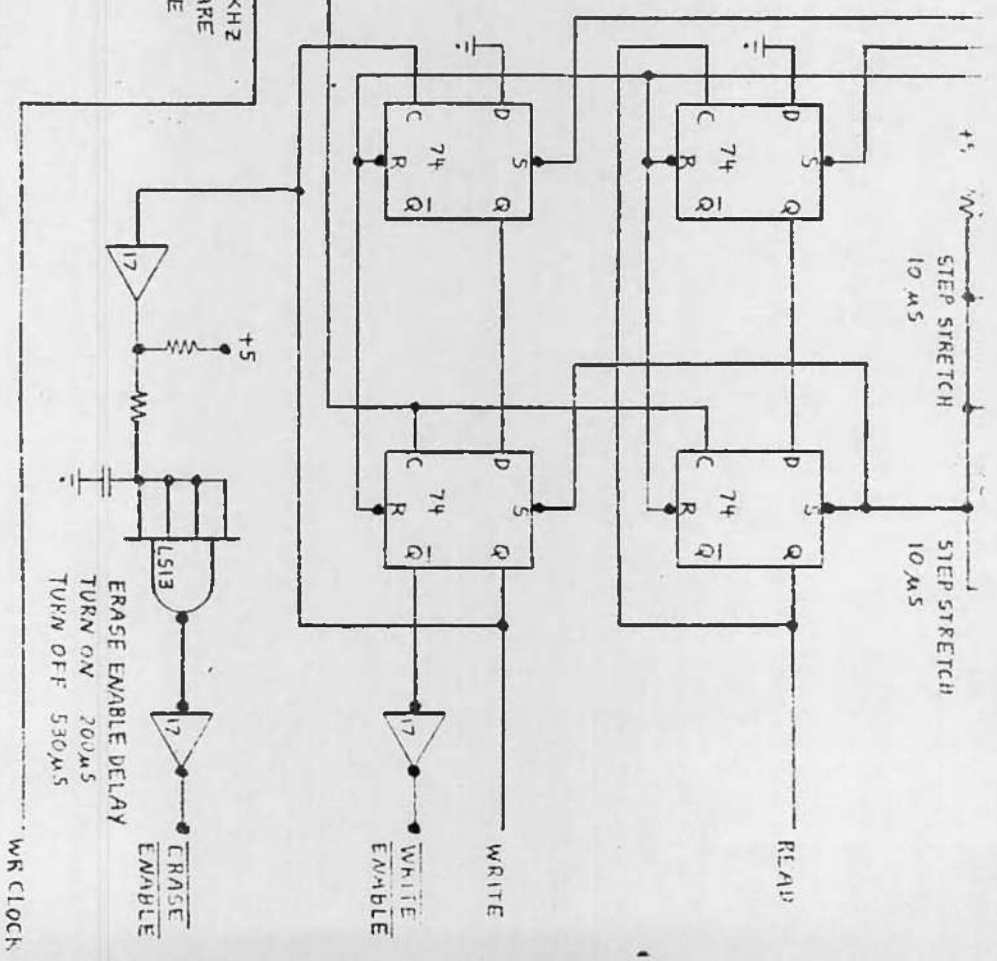 KHZ
ARE
E
+5
STEP STRETCH
10 µS
STEP STRETCH
10 µS
D
S
C
74
R
Q
Q̅
D
S
C
74
R
Q
Q̅
D
S
C
74
R
Q
Q̅
D
S
C
74
R
Q
Q̅
17
+5
LS13
17
17
ERASE ENABLE DELAY
TURN ON 200µS
TURN OFF 530µS
READ
WRITE
WRITE
ENABLE
ERASE
ENABLE
WR CLOCK